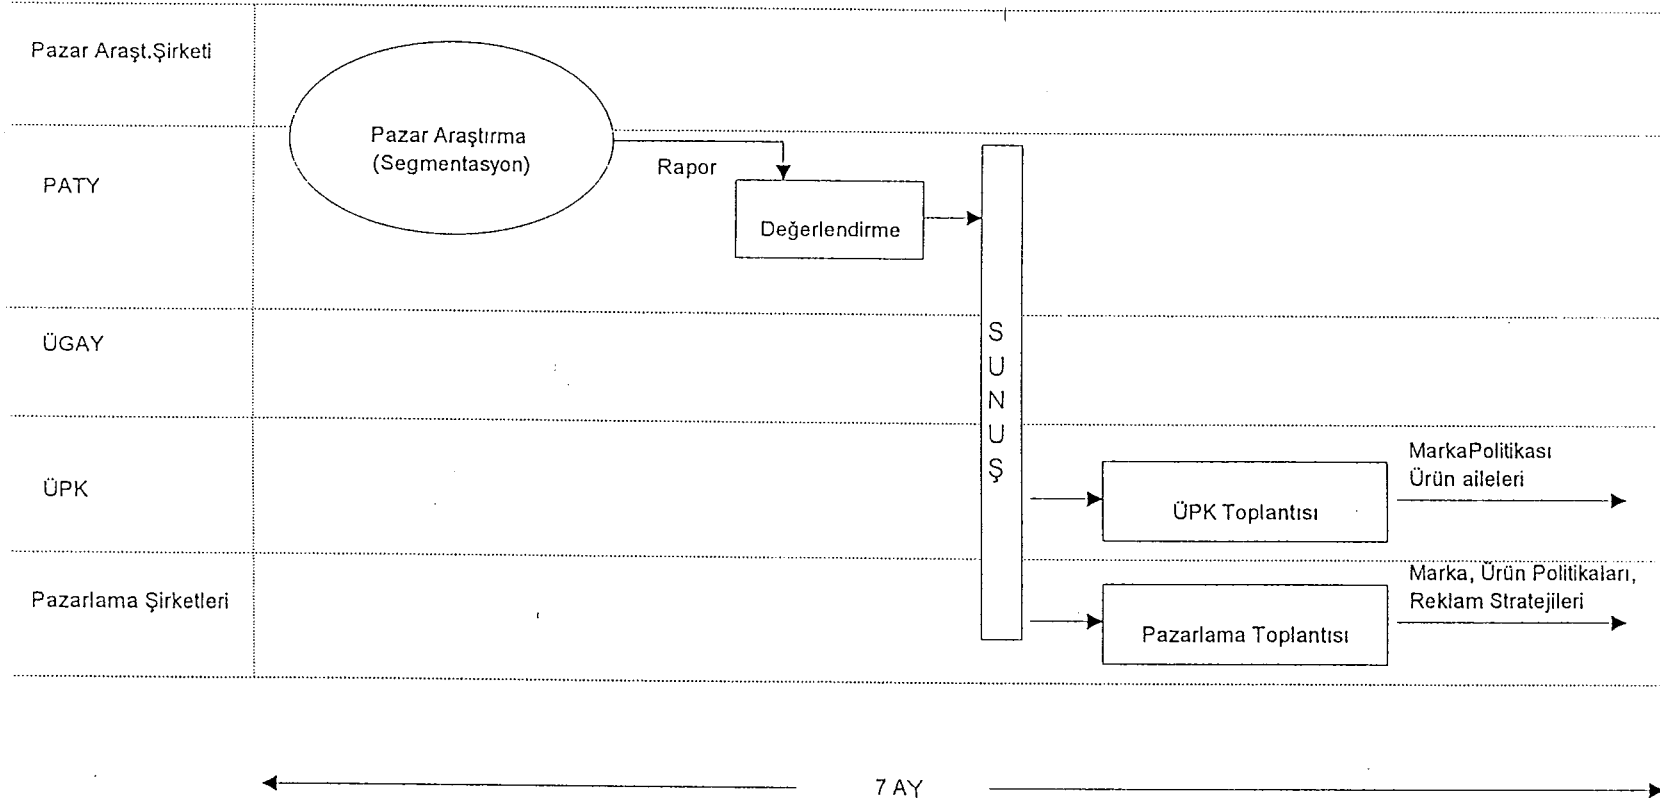 Pazar Araşt.Şirketi
Pazar Araştırma
(Segmentasyon)
Rapor
PATY
Değerlendirme
ÜGAY
S
U
N
U
Ş
MarkaPolitikası
Ürün aileleri
ÜPK
ÜPK Toplantısı
Marka, Ürün Politikaları,
Reklam Stratejileri
Pazarlama Şirketleri
Pazarlama Toplantısı
7 AY